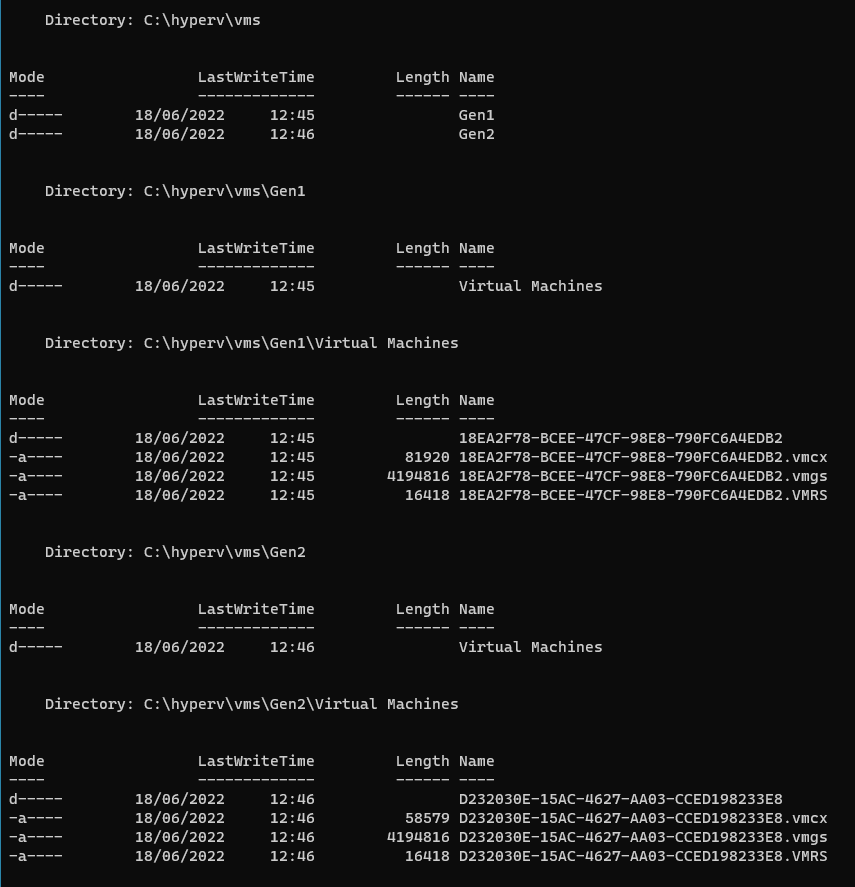 Directory: C:\hyperv\vms
Mode                 LastWriteTime         Length Name
----                 -------------         ------ ----
d-----        18/06/2022     12:45                Gen1
d-----        18/06/2022     12:46                Gen2
    Directory: C:\hyperv\vms\Gen1
Mode                 LastWriteTime         Length Name
----                 -------------         ------ ----
d-----        18/06/2022     12:45                Virtual Machines
    Directory: C:\hyperv\vms\Gen1\Virtual Machines
Mode                 LastWriteTime         Length Name
----                 -------------         ------ ----
d-----        18/06/2022     12:45                18EA2F78-BCEE-47CF-98E8-790FC6A4EDB2
-a----        18/06/2022     12:45          81920 18EA2F78-BCEE-47CF-98E8-790FC6A4EDB2.vmcx
-a----        18/06/2022     12:45        4194816 18EA2F78-BCEE-47CF-98E8-790FC6A4EDB2.vmgs
-a----        18/06/2022     12:45          16418 18EA2F78-BCEE-47CF-98E8-790FC6A4EDB2.VMRS
    Directory: C:\hyperv\vms\Gen2
Mode                 LastWriteTime         Length Name
----                 -------------         ------ ----
d-----        18/06/2022     12:46                Virtual Machines
    Directory: C:\hyperv\vms\Gen2\Virtual Machines
Mode                 LastWriteTime         Length Name
----                 -------------         ------ ----
d-----        18/06/2022     12:46                D232030E-15AC-4627-AA03-CCED198233E8
-a----        18/06/2022     12:46          58579 D232030E-15AC-4627-AA03-CCED198233E8.vmcx
-a----        18/06/2022     12:46        4194816 D232030E-15AC-4627-AA03-CCED198233E8.vmgs
-a----        18/06/2022     12:46          16418 D232030E-15AC-4627-AA03-CCED198233E8.VMRS